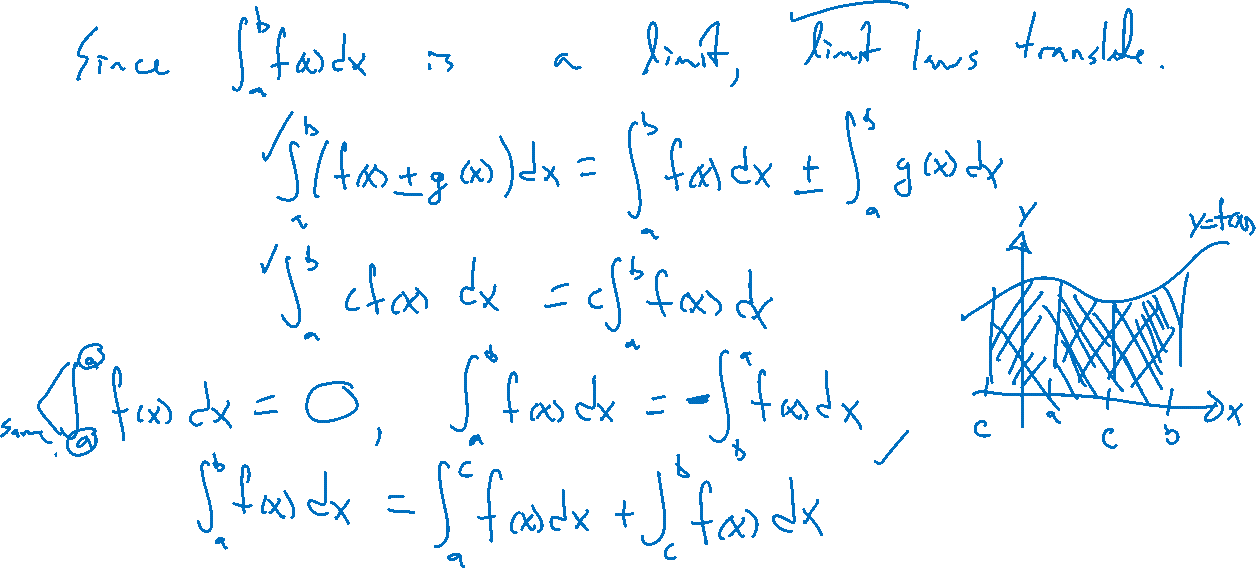 Since ∫_a^b f(x)dx is a limit, limit laws translate.
✓ ∫_a^b (f(x) ± g(x))dx = ∫_a^b f(x)dx ± ∫_a^b g(x)dx
✓ ∫_a^b cf(x) dx = c∫_a^b f(x)dx
same. ∫_a^a f(x)dx = 0, ∫_a^b f(x)dx = -∫_b^a f(x)dx, ✓
∫_a^b f(x)dx = ∫_a^c f(x)dx + ∫_c^b f(x)dx
Y y=f(x)
c a c b X